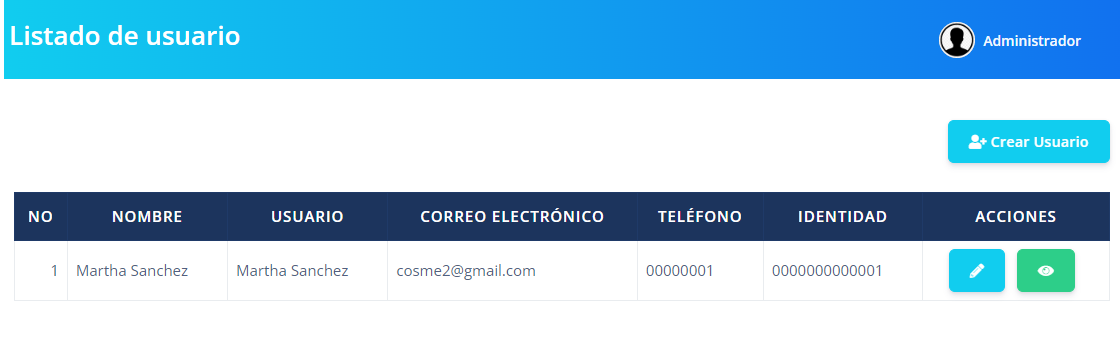 Listado de usuario
Administrador
Crear Usuario
NO NOMBRE USUARIO CORREO ELECTRÓNICO TELÉFONO IDENTIDAD ACCIONES
1 Martha Sanchez Martha Sanchez cosme2@gmail.com 00000001 0000000000001